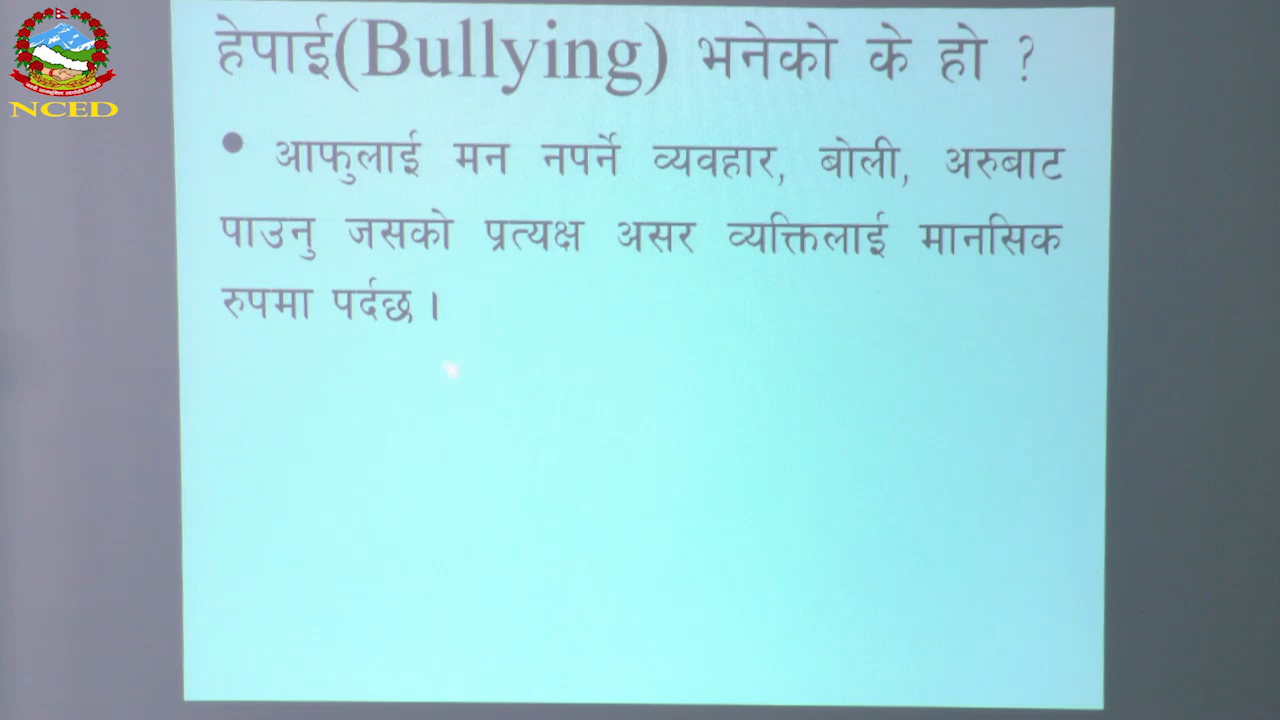 NCED
हेपाई(Bullying) भनेको के हो ?
• आफुलाई मन नपर्ने व्यवहार, बोली, अरुबाट
पाउनु जसको प्रत्यक्ष असर व्यक्तिलाई मानसिक
रुपमा पर्दछ ।